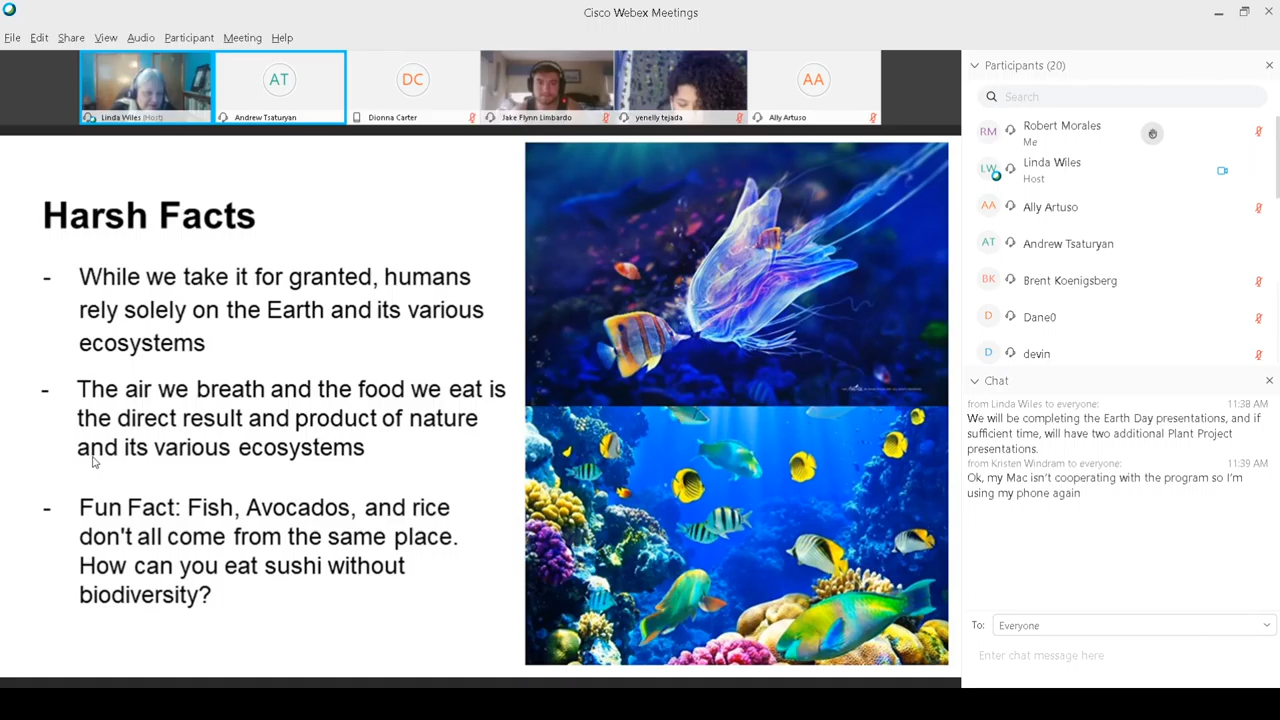 Cisco Webex Meetings
File Edit Share View Audio Participant Meeting Help
Linda Wiles (Host)
AT
Andrew Tsaturyan
DC
Dionna Carter
Jake Flynn Limbardo
yenelly tejada
AA
Ally Artuso
Harsh Facts
- While we take it for granted, humans
rely solely on the Earth and its various
ecosystems
- The air we breath and the food we eat is
the direct result and product of nature
and its various ecosystems
- Fun Fact: Fish, Avocados, and rice
don't all come from the same place.
How can you eat sushi without
biodiversity?
Participants (20)
Search
RM Robert Morales
Me
LW Linda Wiles
Host
AA Ally Artuso
AT Andrew Tsaturyan
BK Brent Koenigsberg
D Dane0
D devin
Chat
from Linda Wiles to everyone: 11:38 AM
We will be completing the Earth Day presentations, and if
sufficient time, will have two additional Plant Project
presentations.
from Kristen Windram to everyone: 11:39 AM
Ok, my Mac isn't cooperating with the program so I'm
using my phone again
To: Everyone
Enter chat message here